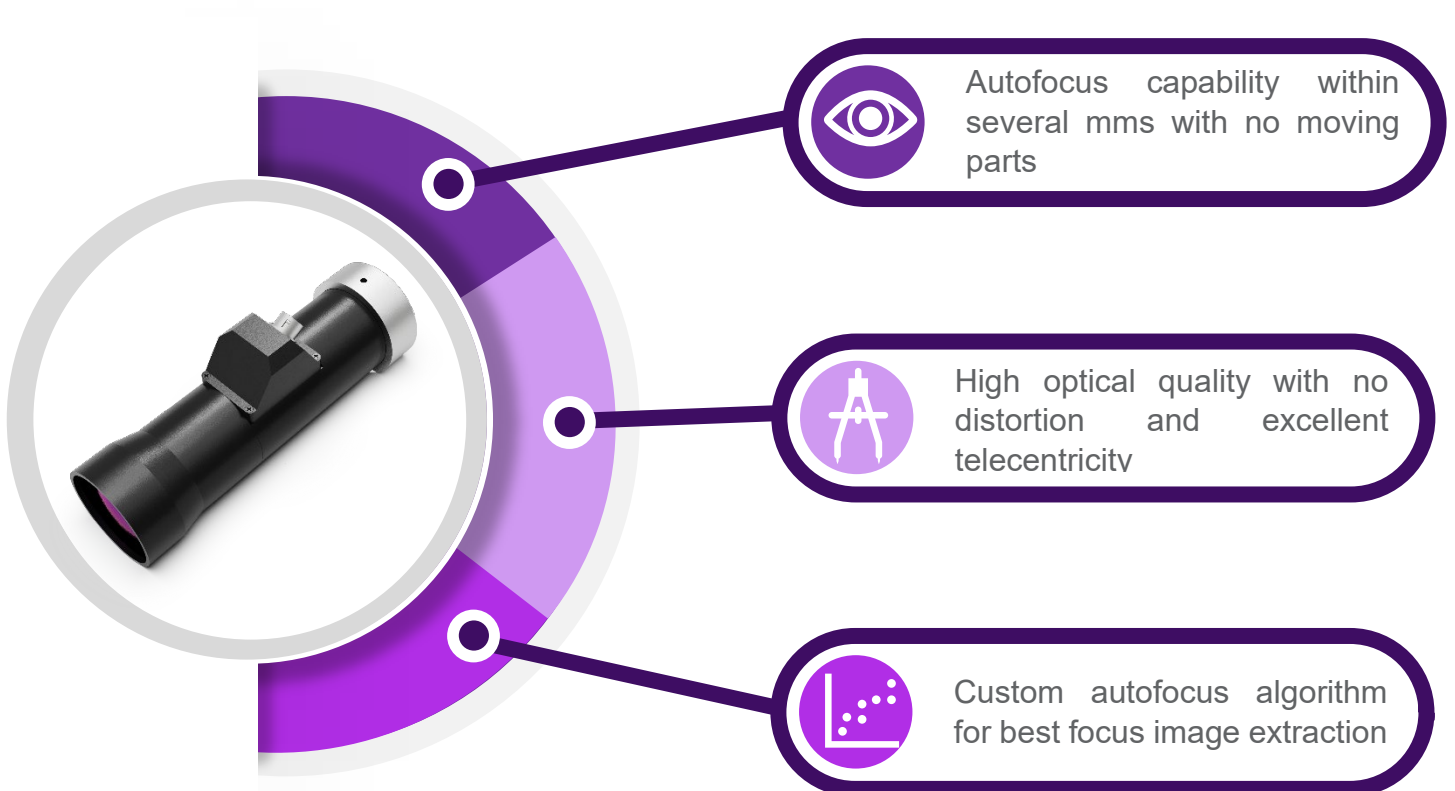 Autofocus capability within
several mms with no moving
parts
High optical quality with no
distortion and excellent
telecentricity
Custom autofocus algorithm
for best focus image extraction